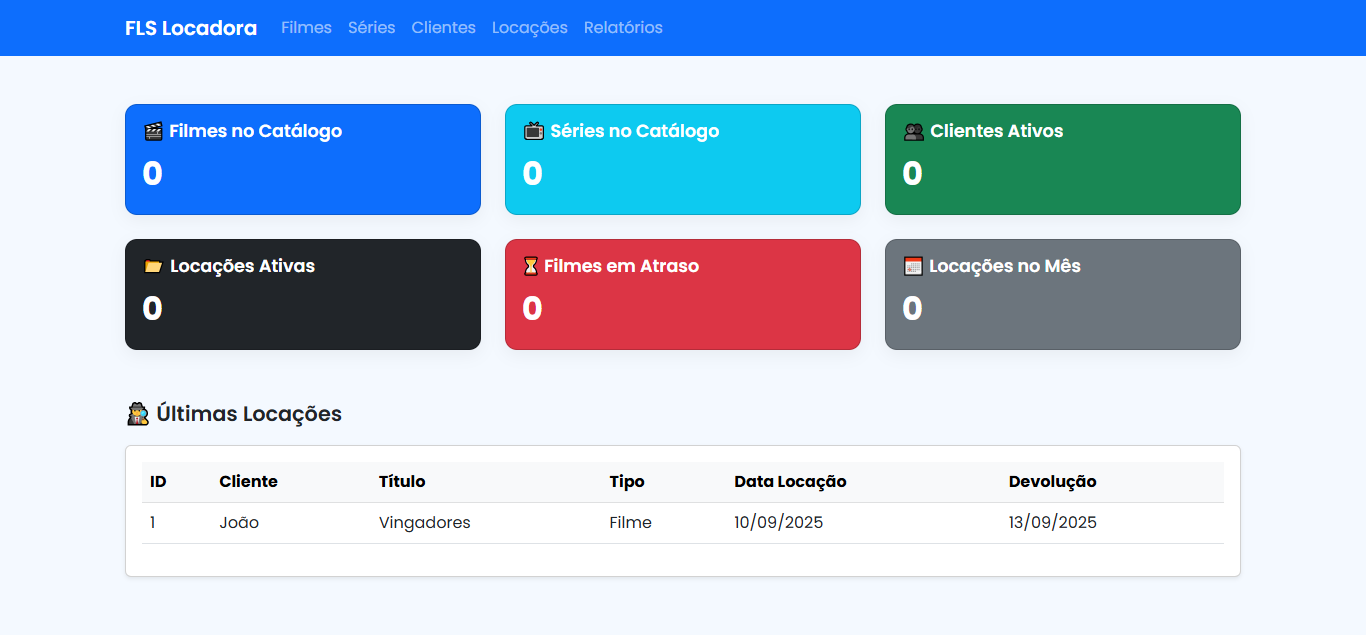 FLS Locadora Filmes Séries Clientes Locações Relatórios
Filmes no Catálogo
0
Séries no Catálogo
0
Clientes Ativos
0
Locações Ativas
0
Filmes em Atraso
0
Locações no Mês
0
Últimas Locações
ID Cliente Título Tipo Data Locação Devolução
1 João Vingadores Filme 10/09/2025 13/09/2025